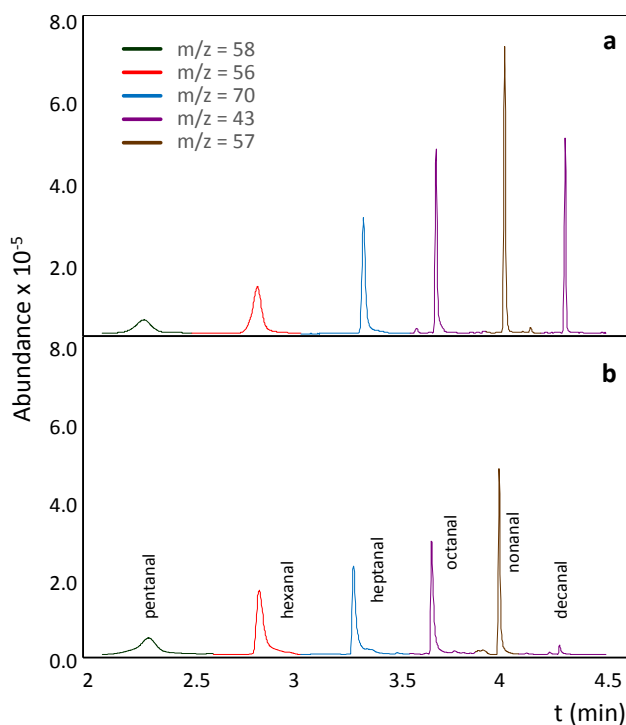 8.0
a
m/z = 58
m/z = 56
6.0
m/z = 70
m/z = 43
m/z = 57
4.0
2.0
Abundance x 10⁻⁵
8.0
b
6.0
4.0
2.0
0.0
pentanal
hexanal
heptanal
octanal
nonanal
decanal
2 2.5 3 3.5 4 4.5
t (min)